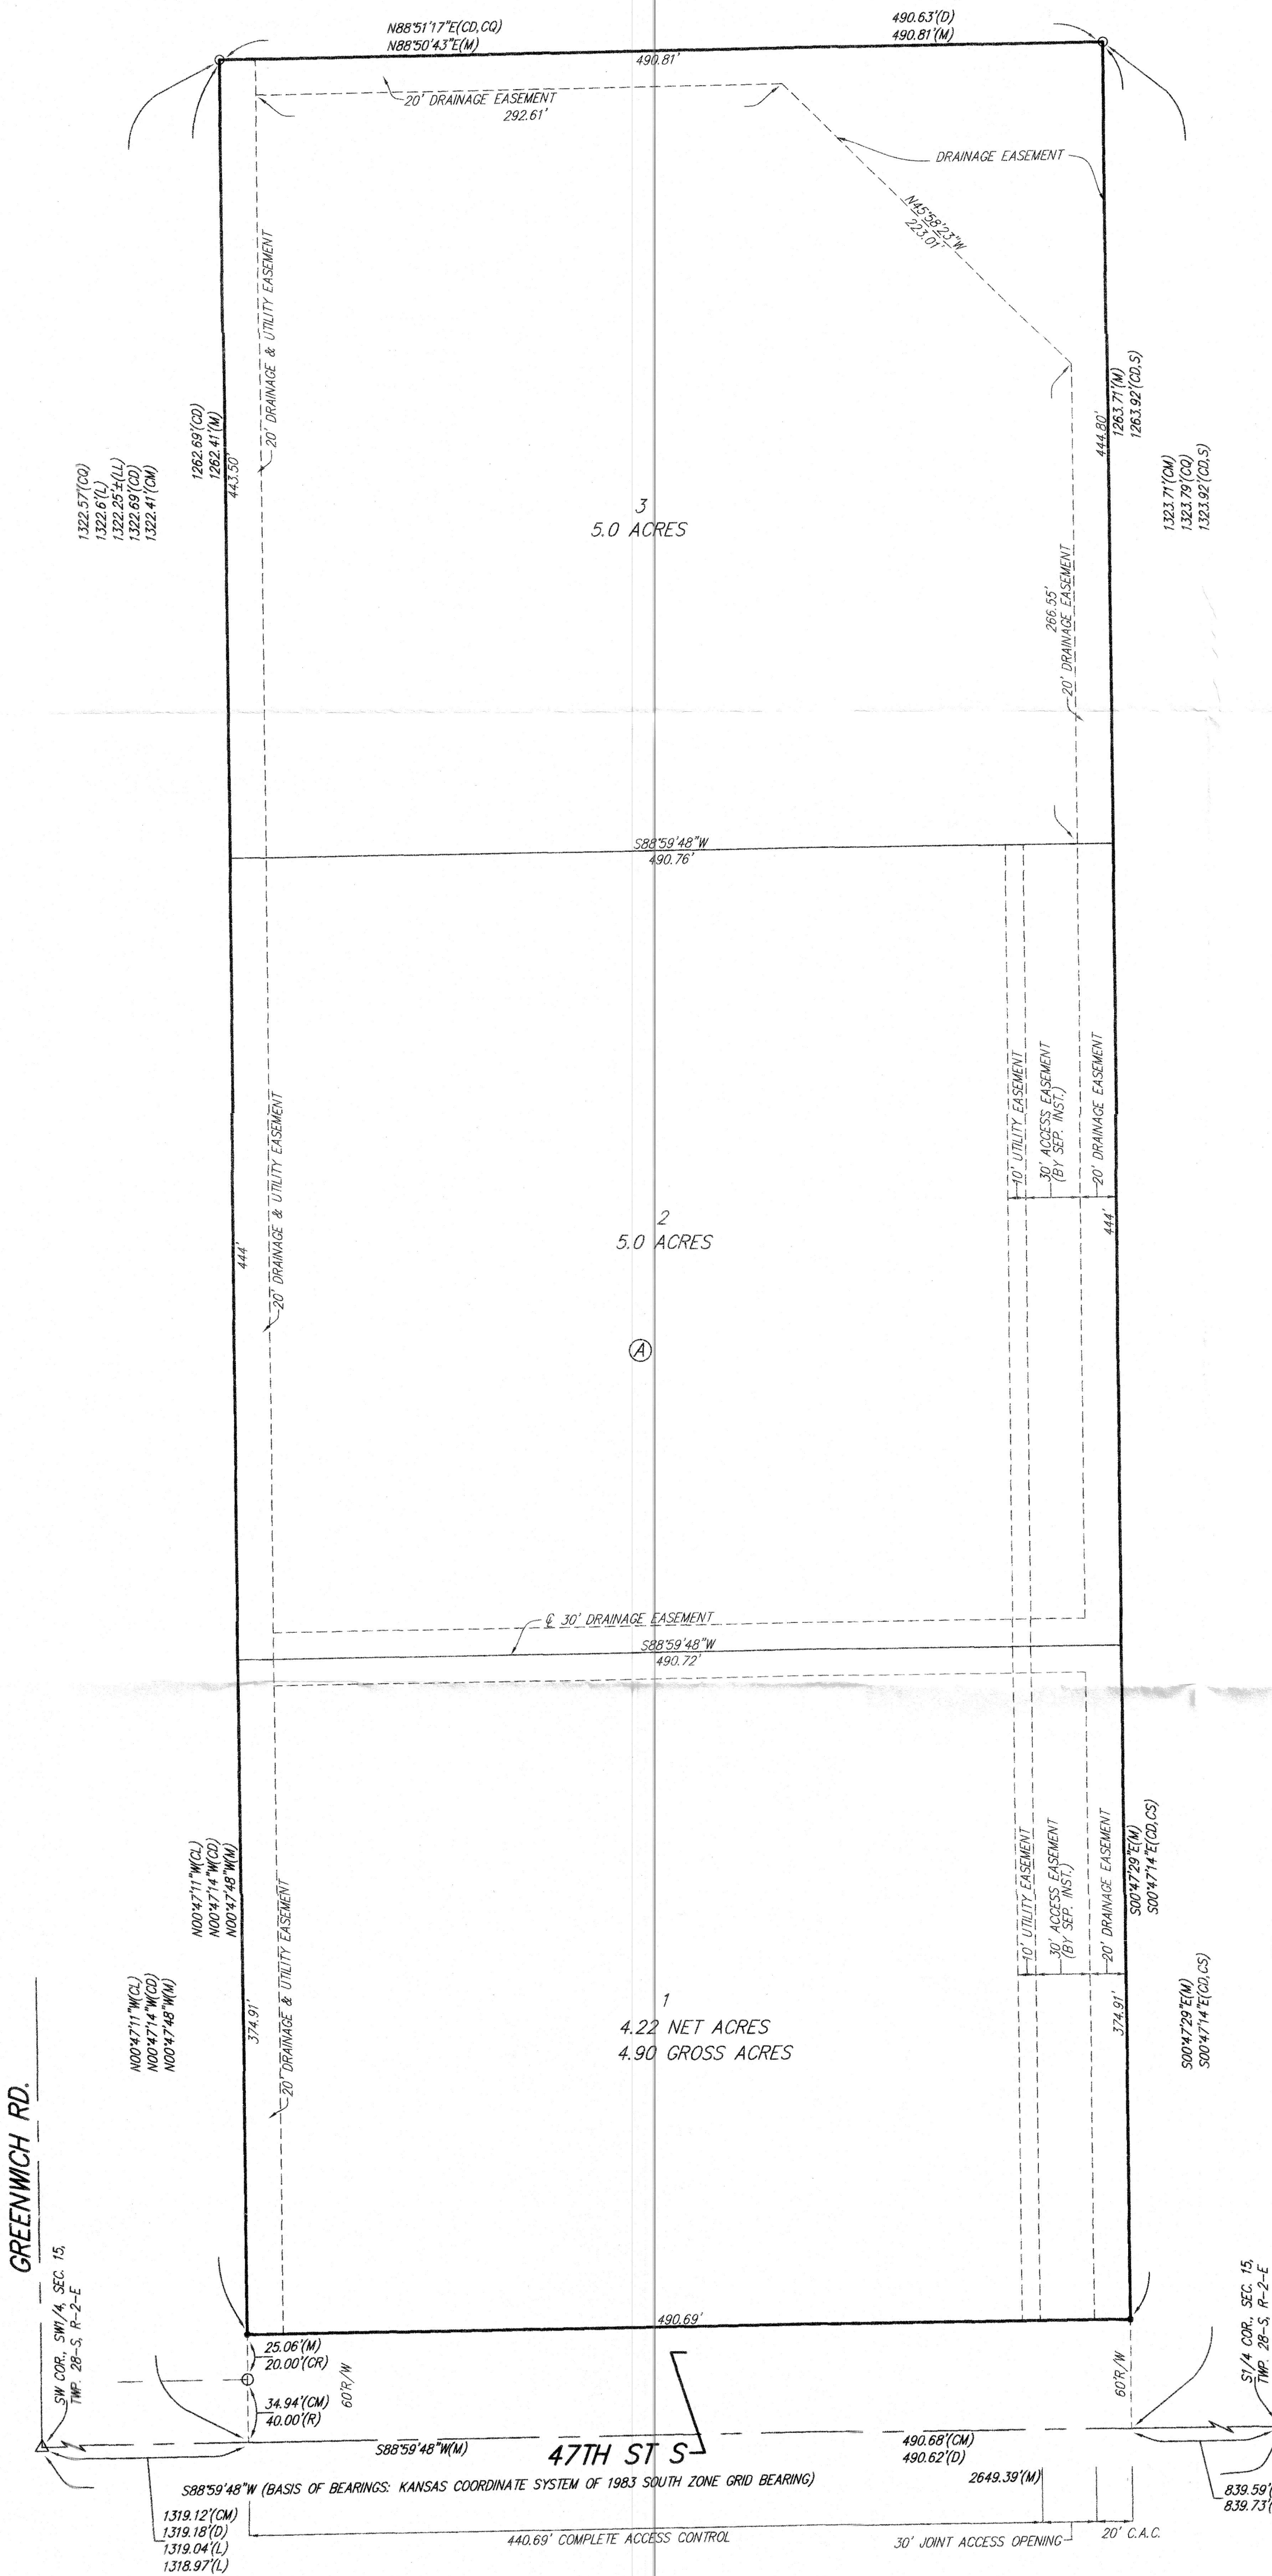 N88°51'17"E(CD,CQ)
N88°50'43"E(M)
490.63'(D)
490.81'(M)
490.81'
20' DRAINAGE EASEMENT
292.61'
DRAINAGE EASEMENT
N45°58'23"W
223.01'
20' DRAINAGE & UTILITY EASEMENT
1262.69'(CD)
1262.41'(M)
443.50'
1322.57'(CQ)
1322.6'(L)
1322.25'±(LL)
1322.69'(CD)
1322.41'(CM)
444.80'
1263.71'(M)
1263.92'(CD,S)
1323.71'(CM)
1323.79'(CQ)
1323.92'(CD,S)
3
5.0 ACRES
266.55'
20' DRAINAGE EASEMENT
S88°59'48"W
490.76'
10' UTILITY EASEMENT
30' ACCESS EASEMENT
(BY SEP. INST.)
20' DRAINAGE EASEMENT
20' DRAINAGE & UTILITY EASEMENT
444'
2
5.0 ACRES
444'
A
℄ 30' DRAINAGE EASEMENT
S88°59'48"W
490.72'
N00°47'11"W(CL)
N00°47'14"W(CD)
N00°47'48"W(M)
N00°47'11"W(CL)
N00°47'14"W(CD)
N00°47'48"W(M)
374.91'
20' DRAINAGE & UTILITY EASEMENT
1
4.22 NET ACRES
4.90 GROSS ACRES
10' UTILITY EASEMENT
30' ACCESS EASEMENT
(BY SEP. INST.)
20' DRAINAGE EASEMENT
374.91'
S00°47'29"E(M)
S00°47'14"E(CD,CS)
S00°47'29"E(M)
S00°47'14"E(CD,CS)
GREENWICH RD.
SW COR., SW1/4, SEC. 15,
TWP. 28-S, R-2-E
S1/4 COR., SEC. 15,
TWP. 28-S, R-2-E
490.69'
25.06'(M)
20.00'(CR)
34.94'(CM)
40.00'(R)
60'R/W
60'R/W
S88°59'48"W(M)
47TH ST S
490.68'(CM)
490.62'(D)
S88°59'48"W (BASIS OF BEARINGS: KANSAS COORDINATE SYSTEM OF 1983 SOUTH ZONE GRID BEARING)
2649.39'(M)
839.59'(
839.73'(
1319.12'(CM)
1319.18'(D)
1319.04'(L)
1318.97'(L)
440.69' COMPLETE ACCESS CONTROL
30' JOINT ACCESS OPENING
20' C.A.C.